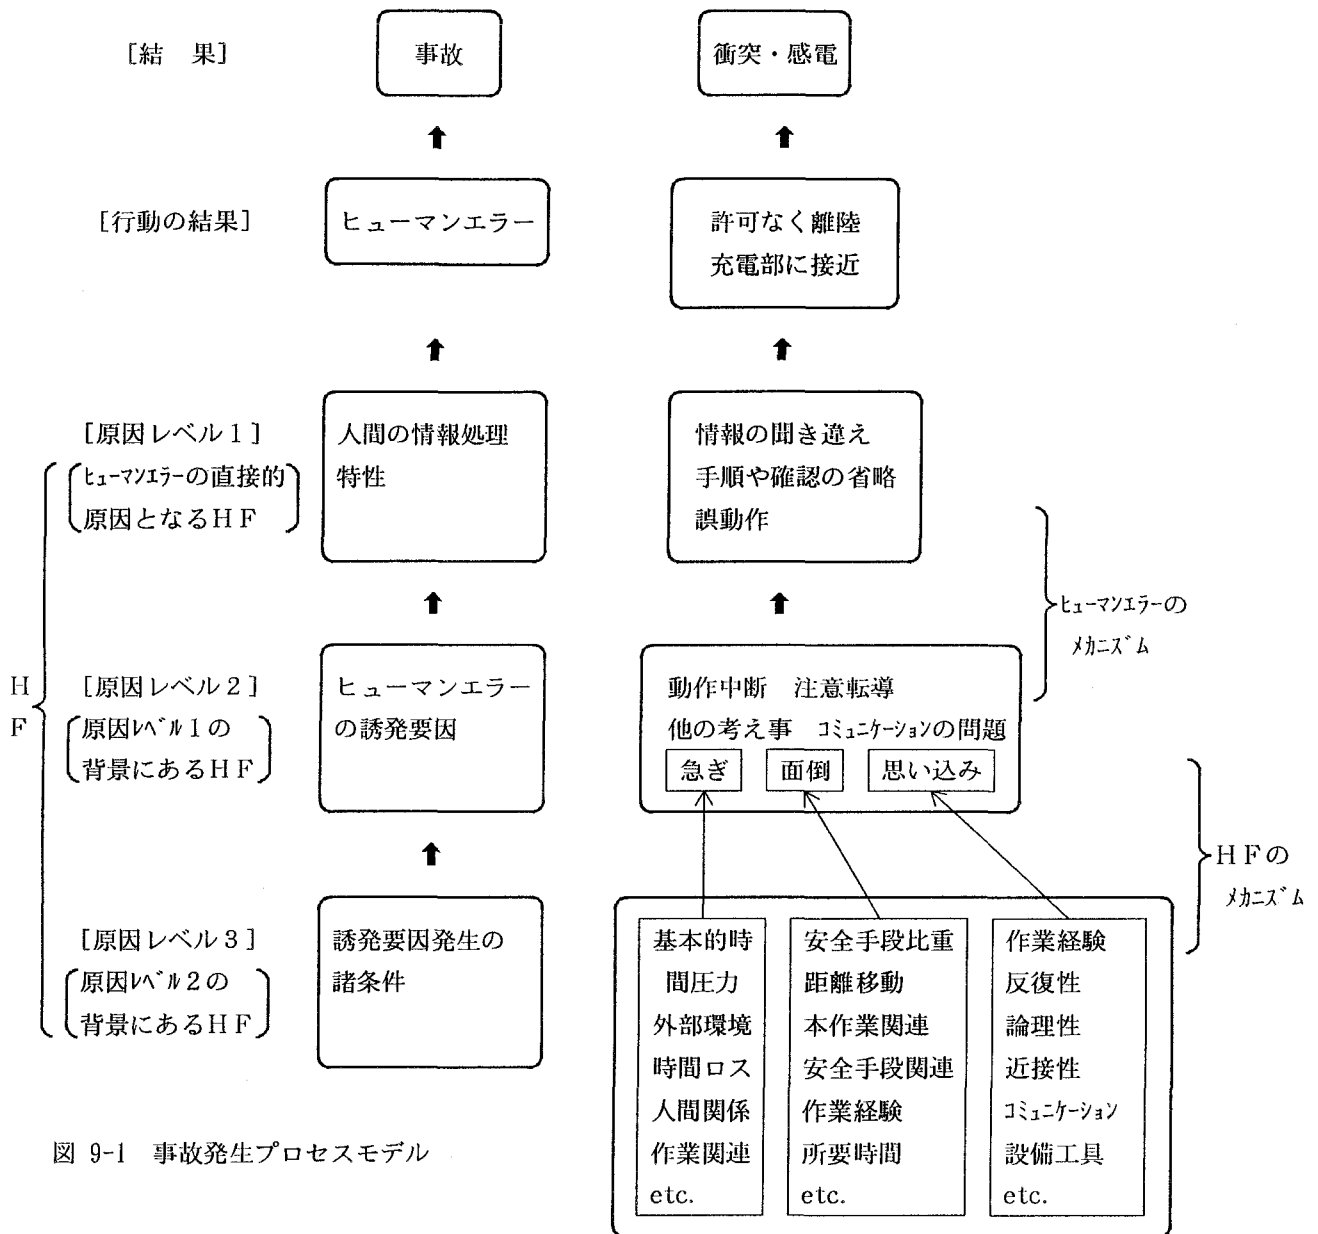 [結　果]
事故
衝突・感電
[行動の結果]
ヒューマンエラー
許可なく離陸
充電部に接近
[原因レベル１]
ヒューマンエラーの直接的
原因となるＨＦ
人間の情報処理
特性
情報の聞き違え
手順や確認の省略
誤動作
ヒューマンエラーの
メカニズム
ＨＦ
[原因レベル２]
原因レベル１の
背景にあるＨＦ
ヒューマンエラー
の誘発要因
動作中断　注意転導
他の考え事　コミュニケーションの問題
急ぎ　面倒　思い込み
ＨＦの
メカニズム
[原因レベル３]
原因レベル２の
背景にあるＨＦ
誘発要因発生の
諸条件
基本的時
間圧力
外部環境
時間ロス
人間関係
作業関連
etc.
安全手段比重
距離移動
本作業関連
安全手段関連
作業経験
所要時間
etc.
作業経験
反復性
論理性
近接性
コミュニケーション
設備工具
etc.
図 9-1　事故発生プロセスモデル